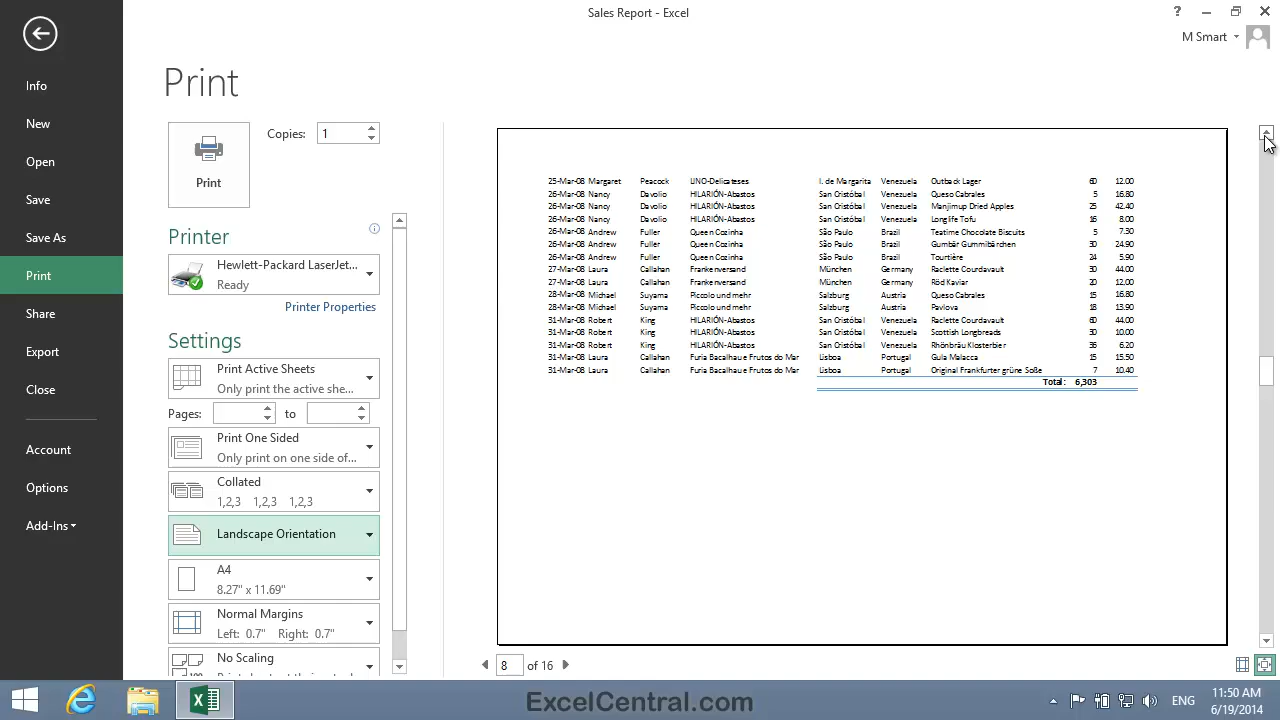 Sales Report - Excel
M Smart
Info
New
Open
Save
Save As
Print
Share
Export
Close
Account
Options
Add-Ins
Print
Print
Copies: 1
Printer
Hewlett-Packard LaserJet...
Ready
Printer Properties
Settings
Print Active Sheets
Only print the active she...
Pages: to
Print One Sided
Only print on one side of...
Collated
1,2,3 1,2,3 1,2,3
Landscape Orientation
A4
8.27" x 11.69"
Normal Margins
Left: 0.7" Right: 0.7"
No Scaling
25-Mar-08 Margaret Peacock LINO-Delicateses I. de Margarita Venezuela Outback Lager 60 12.00
26-Mar-08 Nancy Davolio HILARIÓN-Abastos San Cristóbal Venezuela Queso Cabrales 5 16.80
26-Mar-08 Nancy Davolio HILARIÓN-Abastos San Cristóbal Venezuela Manjimup Dried Apples 25 42.40
26-Mar-08 Nancy Davolio HILARIÓN-Abastos San Cristóbal Venezuela Longlife Tofu 16 8.00
26-Mar-08 Andrew Fuller Queen Cozinha São Paulo Brazil Teatime Chocolate Biscuits 5 7.30
26-Mar-08 Andrew Fuller Queen Cozinha São Paulo Brazil Gumbär Gummibärchen 30 24.90
26-Mar-08 Andrew Fuller Queen Cozinha São Paulo Brazil Tourtière 24 5.90
27-Mar-08 Laura Callahan Frankenversand München Germany Raclette Courdavault 30 44.00
27-Mar-08 Laura Callahan Frankenversand München Germany Röd Kaviar 20 12.00
28-Mar-08 Michael Suyama Piccolo und mehr Salzburg Austria Queso Cabrales 15 16.80
28-Mar-08 Michael Suyama Piccolo und mehr Salzburg Austria Pavlova 18 13.90
31-Mar-08 Robert King HILARIÓN-Abastos San Cristóbal Venezuela Raclette Courdavault 60 44.00
31-Mar-08 Robert King HILARIÓN-Abastos San Cristóbal Venezuela Scottish Longbreads 30 10.00
31-Mar-08 Robert King HILARIÓN-Abastos San Cristóbal Venezuela Rhönbräu Klosterbier 36 6.20
31-Mar-08 Laura Callahan Furia Bacalhau e Frutos do Mar Lisboa Portugal Gula Malacca 15 15.50
31-Mar-08 Laura Callahan Furia Bacalhau e Frutos do Mar Lisboa Portugal Original Frankfurter grüne Soße 7 10.40
Total: 6,303
8 of 16
ExcelCentral.com
ENG
11:50 AM
6/19/2014